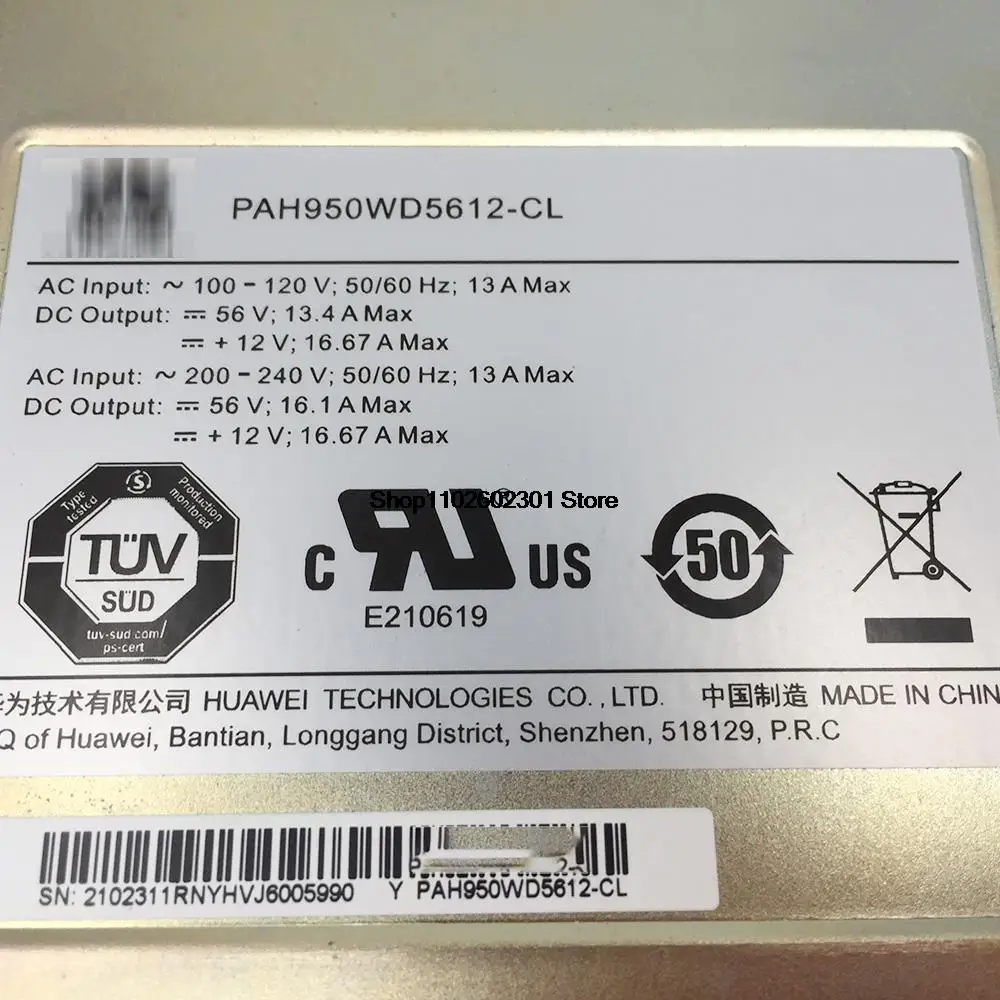 PAH950WD5612-CL
AC Input: ~ 100 - 120 V; 50/60 Hz; 13 A Max
DC Output: ⎓ 56 V; 13.4 A Max
⎓ + 12 V; 16.67 A Max
AC Input: ~ 200 - 240 V; 50/60 Hz; 13 A Max
DC Output: ⎓ 56 V; 16.1 A Max
⎓ + 12 V; 16.67 A Max
Type tested
Production monitored
TÜV
SÜD
tuv-sud.com/
ps-cert
Shop1102602301 Store
C RU US
E210619
50
为技术有限公司 HUAWEI TECHNOLOGIES CO., LTD. 中国制造 MADE IN CHIN
Q of Huawei, Bantian, Longgang District, Shenzhen, 518129, P.R.C
SN: 2102311RNYHVJ6005990 Y PAH950WD5612-CL